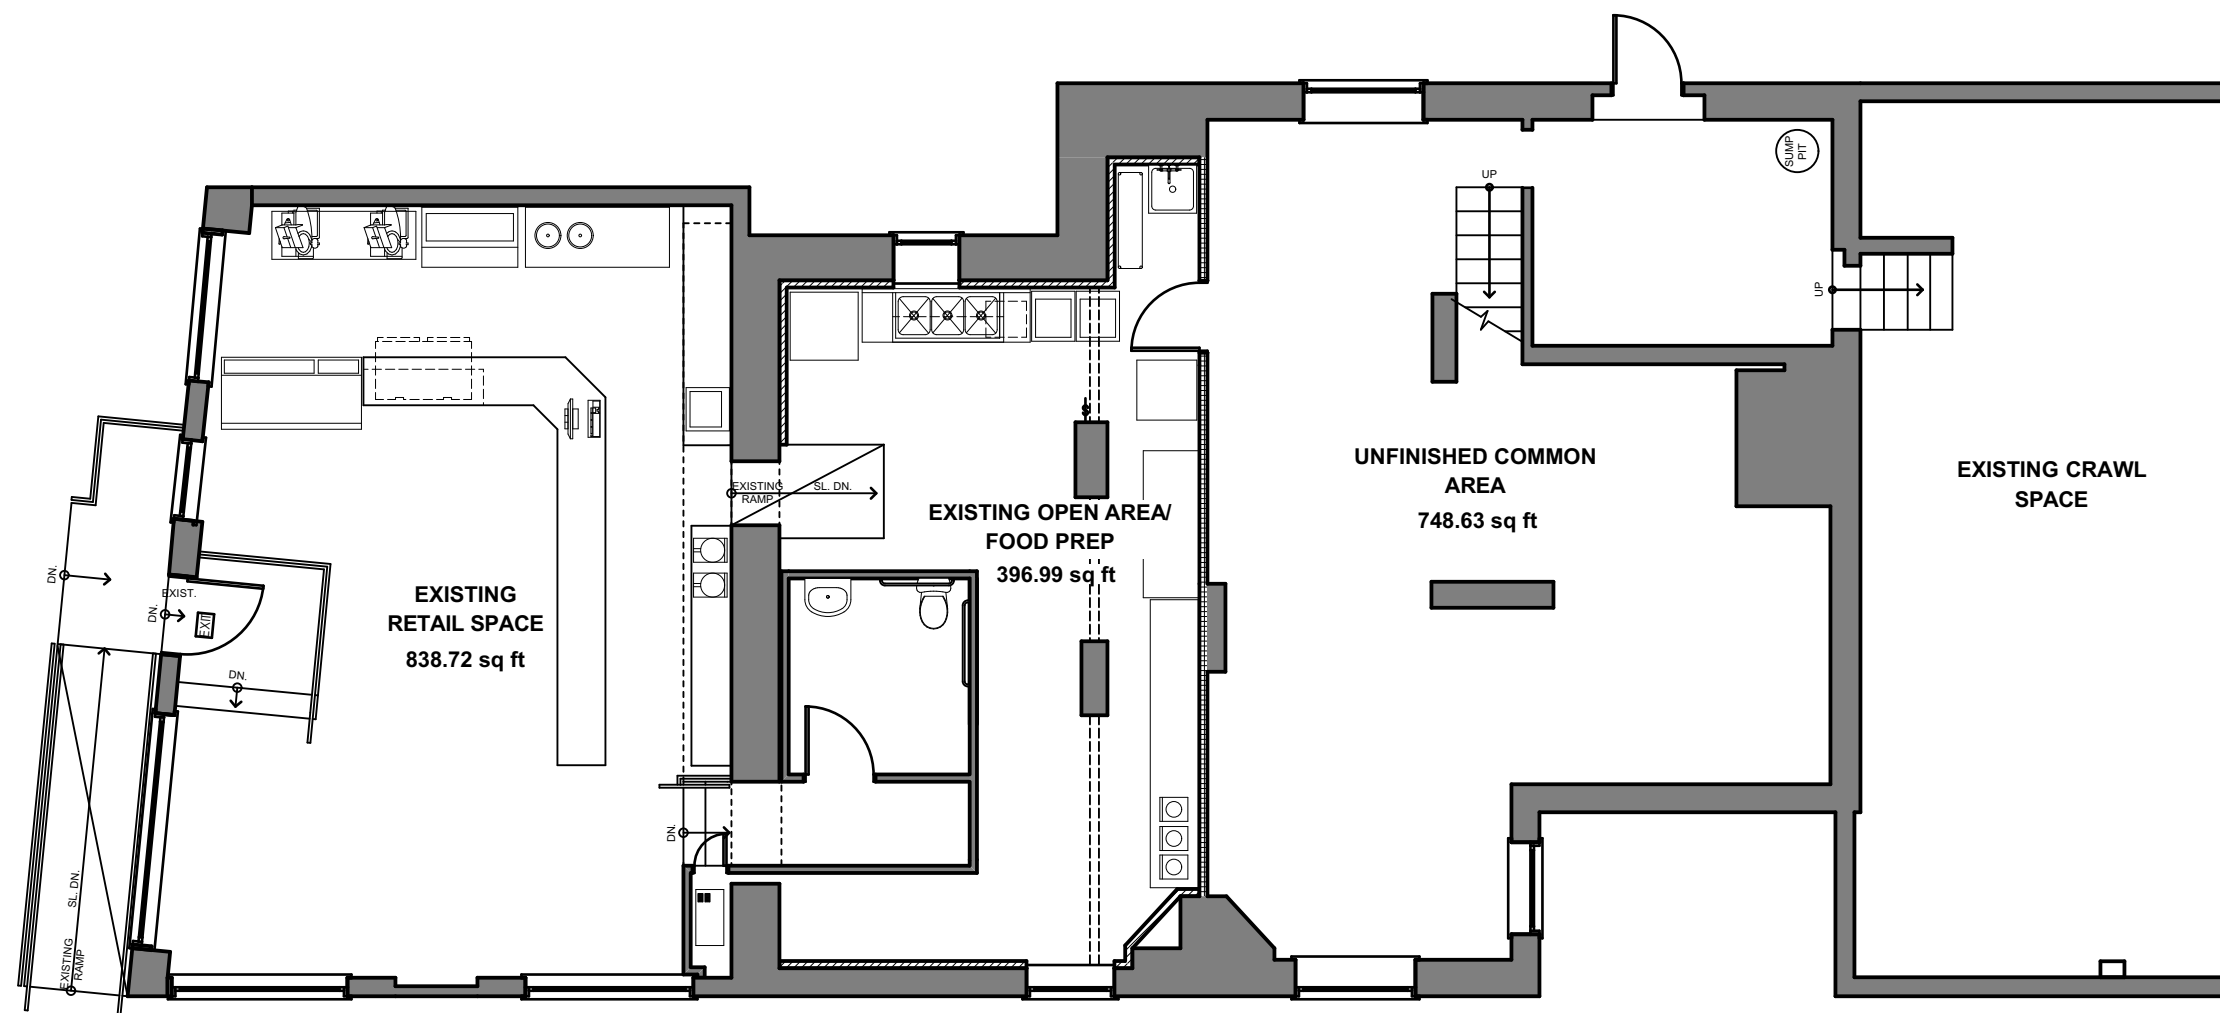 UP
SUMP
PIT
UP
EXISTING CRAWL
SPACE
UNFINISHED COMMON
AREA
748.63 sq ft
EXISTING
RAMP
SL. DN.
EXISTING OPEN AREA/
FOOD PREP
396.99 sq ft
DN.
EXIST.
DN.
EXIT
EXISTING
RETAIL SPACE
838.72 sq ft
DN.
DN.
SL. DN.
EXISTING
RAMP